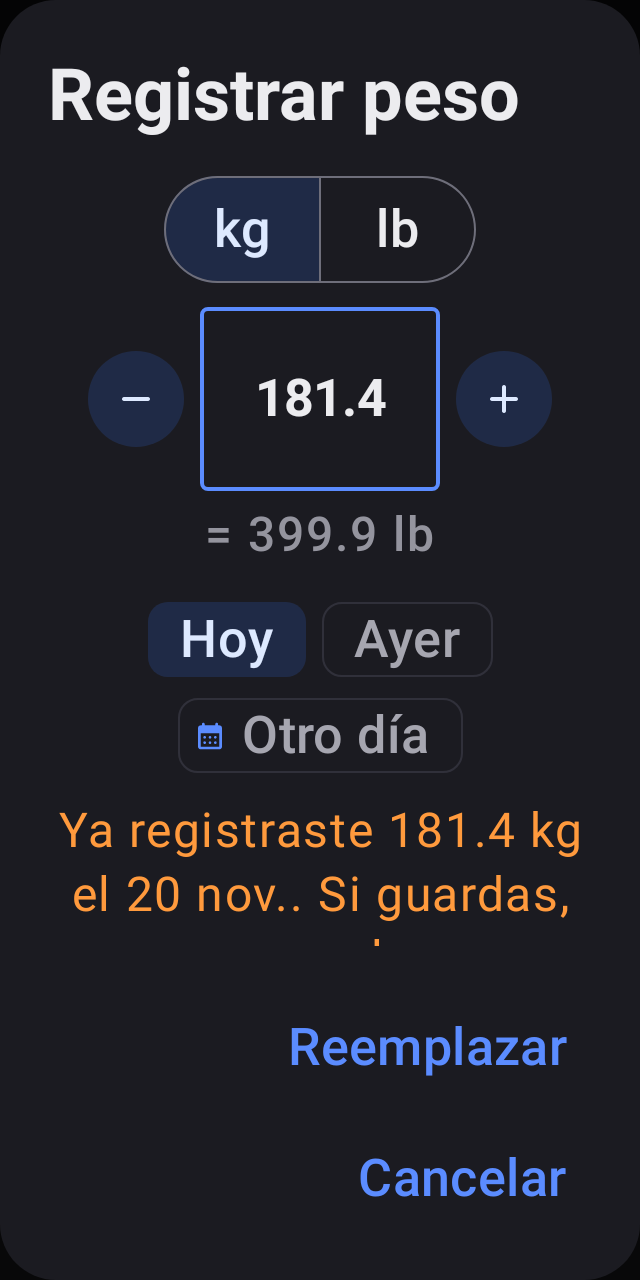 Registrar peso
kg lb
− 181.4 +
= 399.9 lb
Hoy Ayer
Otro día
Ya registraste 181.4 kg
el 20 nov.. Si guardas,
Reemplazar
Cancelar